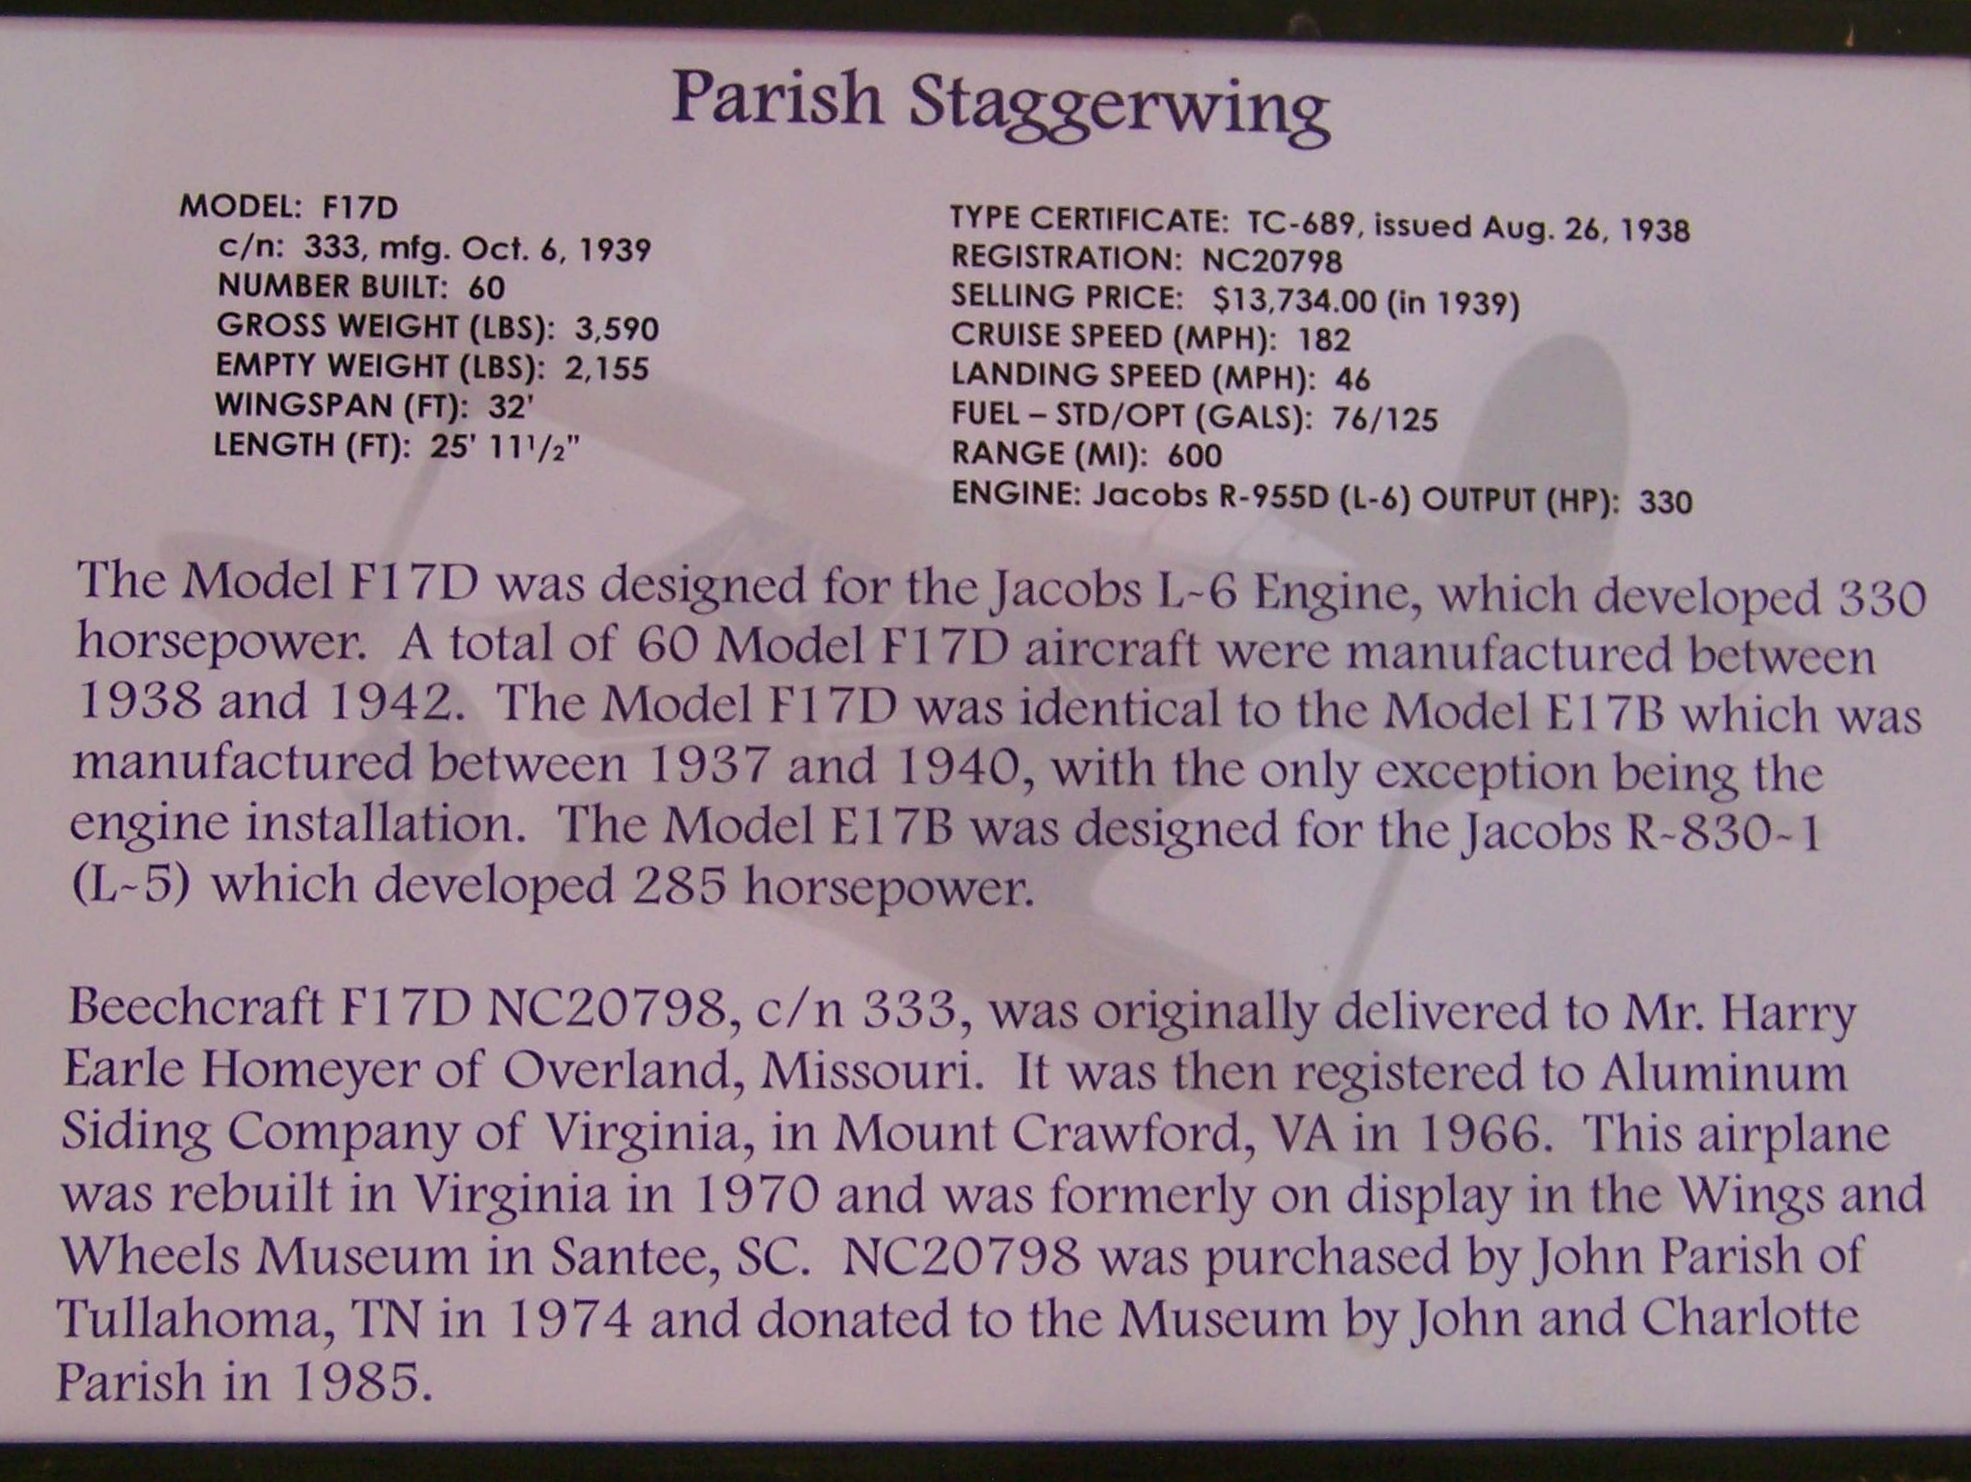 Parish Staggerwing
MODEL: F17D
c/n: 333, mfg. Oct. 6, 1939
NUMBER BUILT: 60
GROSS WEIGHT (LBS): 3,590
EMPTY WEIGHT (LBS): 2,155
WINGSPAN (FT): 32'
LENGTH (FT): 25' 11 1/2"
TYPE CERTIFICATE: TC-689, issued Aug. 26, 1938
REGISTRATION: NC20798
SELLING PRICE: $13,734.00 (in 1939)
CRUISE SPEED (MPH): 182
LANDING SPEED (MPH): 46
FUEL – STD/OPT (GALS): 76/125
RANGE (MI): 600
ENGINE: Jacobs R-955D (L-6) OUTPUT (HP): 330
The Model F17D was designed for the Jacobs L-6 Engine, which developed 330
horsepower. A total of 60 Model F17D aircraft were manufactured between
1938 and 1942. The Model F17D was identical to the Model E17B which was
manufactured between 1937 and 1940, with the only exception being the
engine installation. The Model E17B was designed for the Jacobs R-830-1
(L-5) which developed 285 horsepower.
Beechcraft F17D NC20798, c/n 333, was originally delivered to Mr. Harry
Earle Homeyer of Overland, Missouri. It was then registered to Aluminum
Siding Company of Virginia, in Mount Crawford, VA in 1966. This airplane
was rebuilt in Virginia in 1970 and was formerly on display in the Wings and
Wheels Museum in Santee, SC. NC20798 was purchased by John Parish of
Tullahoma, TN in 1974 and donated to the Museum by John and Charlotte
Parish in 1985.